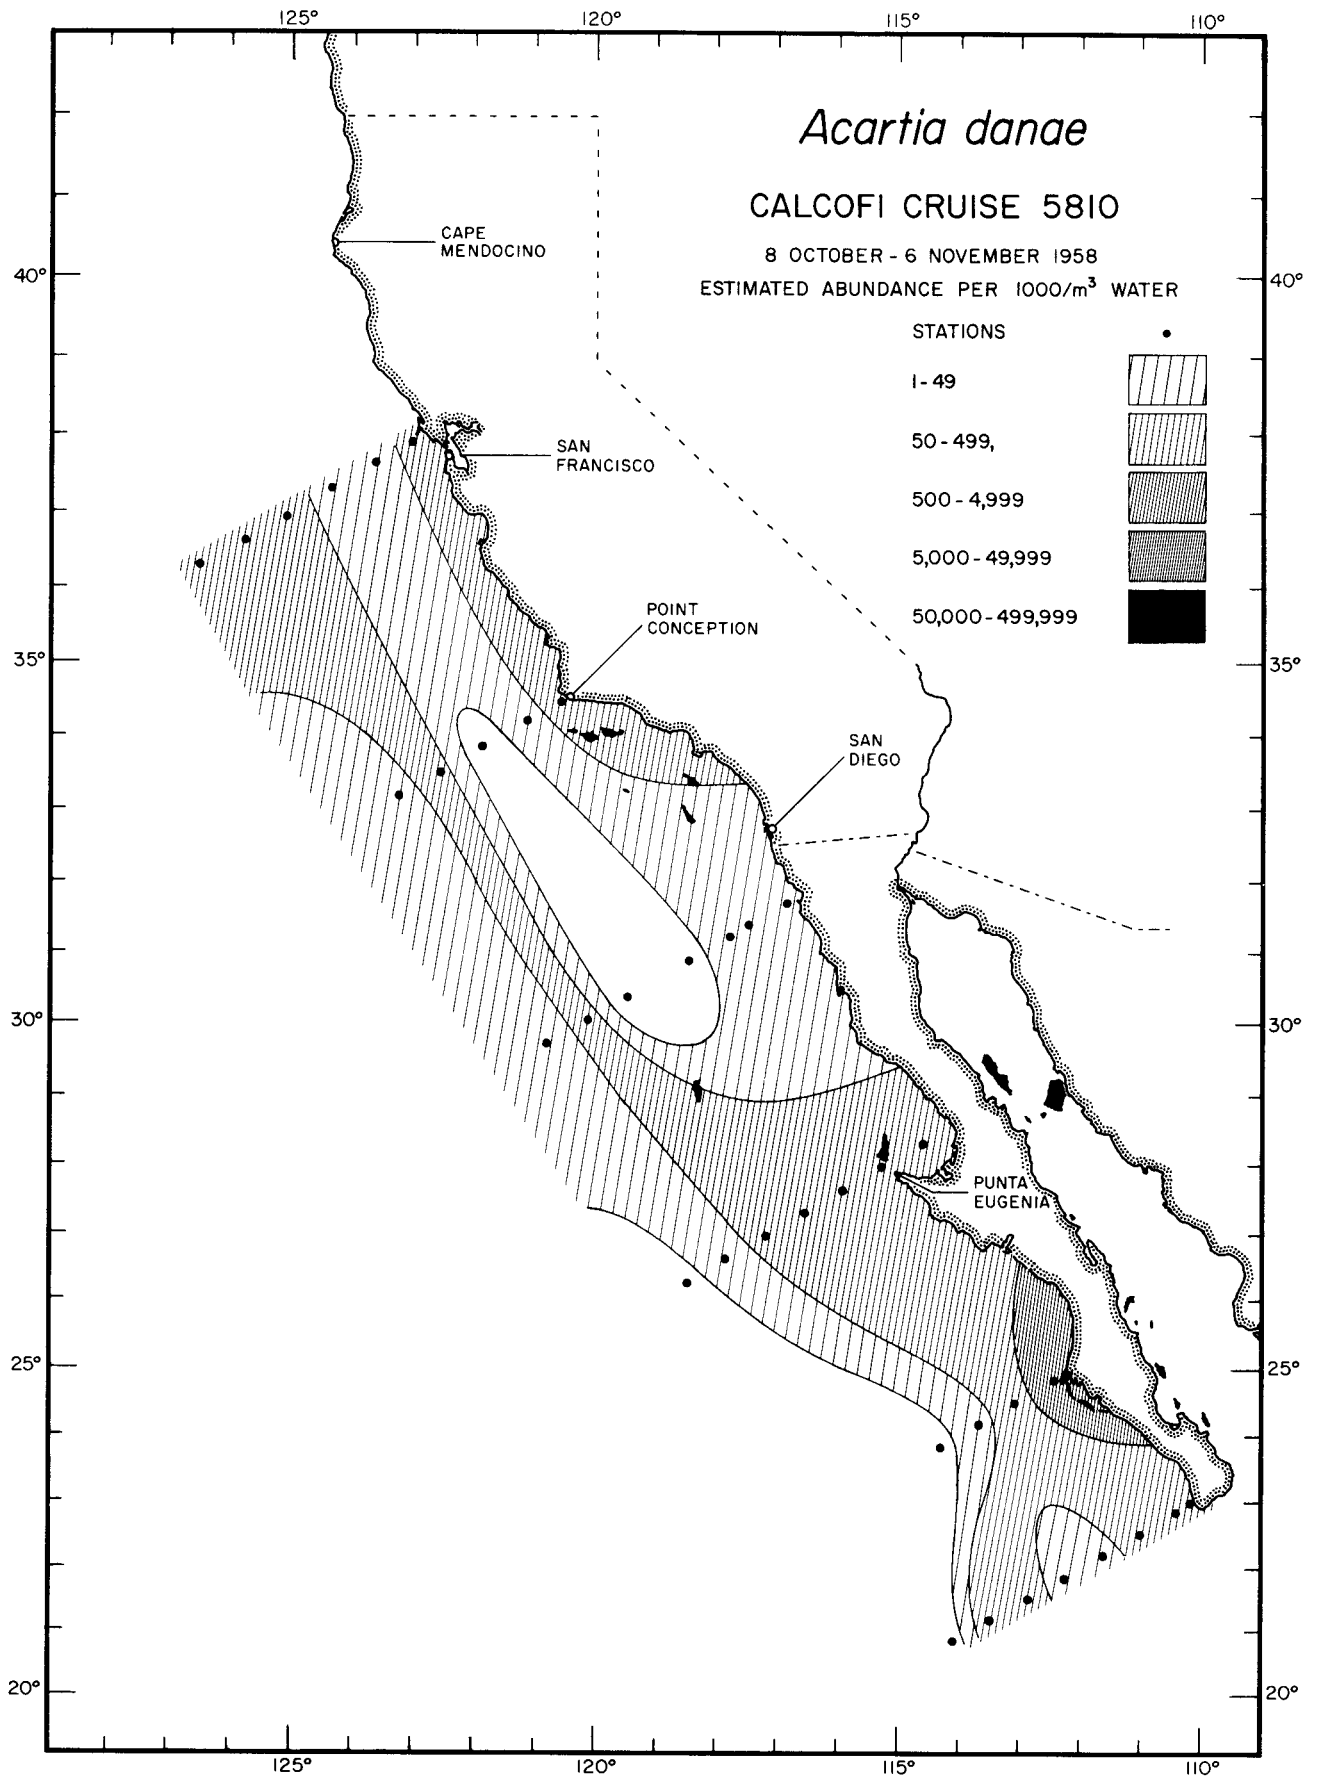 125° 120° 115° 110°
Acartia danae
CALCOFI CRUISE 5810
8 OCTOBER - 6 NOVEMBER 1958
ESTIMATED ABUNDANCE PER 1000/m³ WATER
STATIONS
1-49
50-499,
500-4,999
5,000-49,999
50,000-499,999
CAPE
MENDOCINO
40° 40°
SAN
FRANCISCO
POINT
CONCEPTION
35° 35°
SAN
DIEGO
30° 30°
PUNTA
EUGENIA
25° 25°
20° 20°
125° 120° 115° 110°